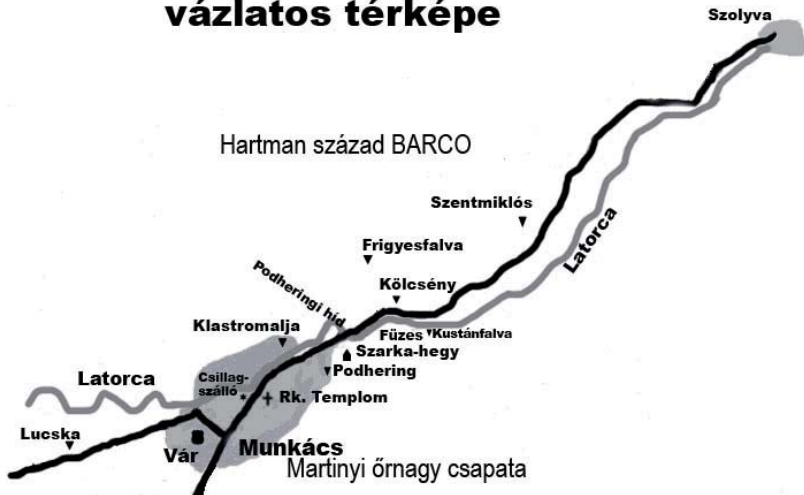 vázlatos térképe
Szolyva
Hartman század BARCO
Szentmiklós
Latorca
Frigyesfalva
Podheringi híd
Kölcsény
Klastromalja
Füzes
Kustánfalva
Szarka-hegy
Latorca
Csillag-
szálló
Podhering
Rk. Templom
Lucska
Vár
Munkács
Martinyi őrnagy csapata